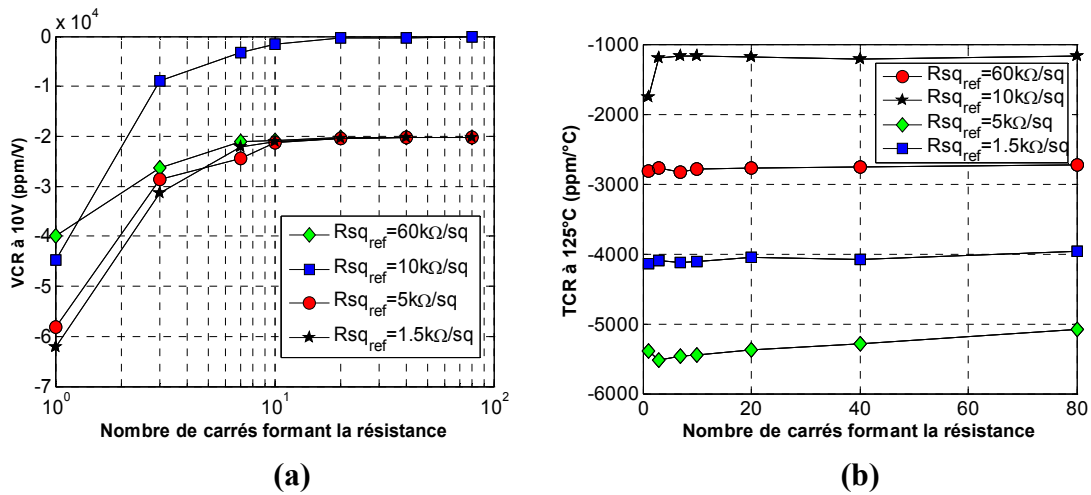 x 10^4
0
-1
-2
-3
-4
-5
-6
-7
VCR à 10V (ppm/V)
Rsq_ref=60kΩ/sq
Rsq_ref=10kΩ/sq
Rsq_ref=5kΩ/sq
Rsq_ref=1.5kΩ/sq
10^0
10^1
10^2
Nombre de carrés formant la résistance
(a)
-1000
-2000
-3000
-4000
-5000
-6000
TCR à 125°C (ppm/°C)
Rsq_ref=60kΩ/sq
Rsq_ref=10kΩ/sq
Rsq_ref=5kΩ/sq
Rsq_ref=1.5kΩ/sq
0
20
40
60
80
Nombre de carrés formant la résistance
(b)